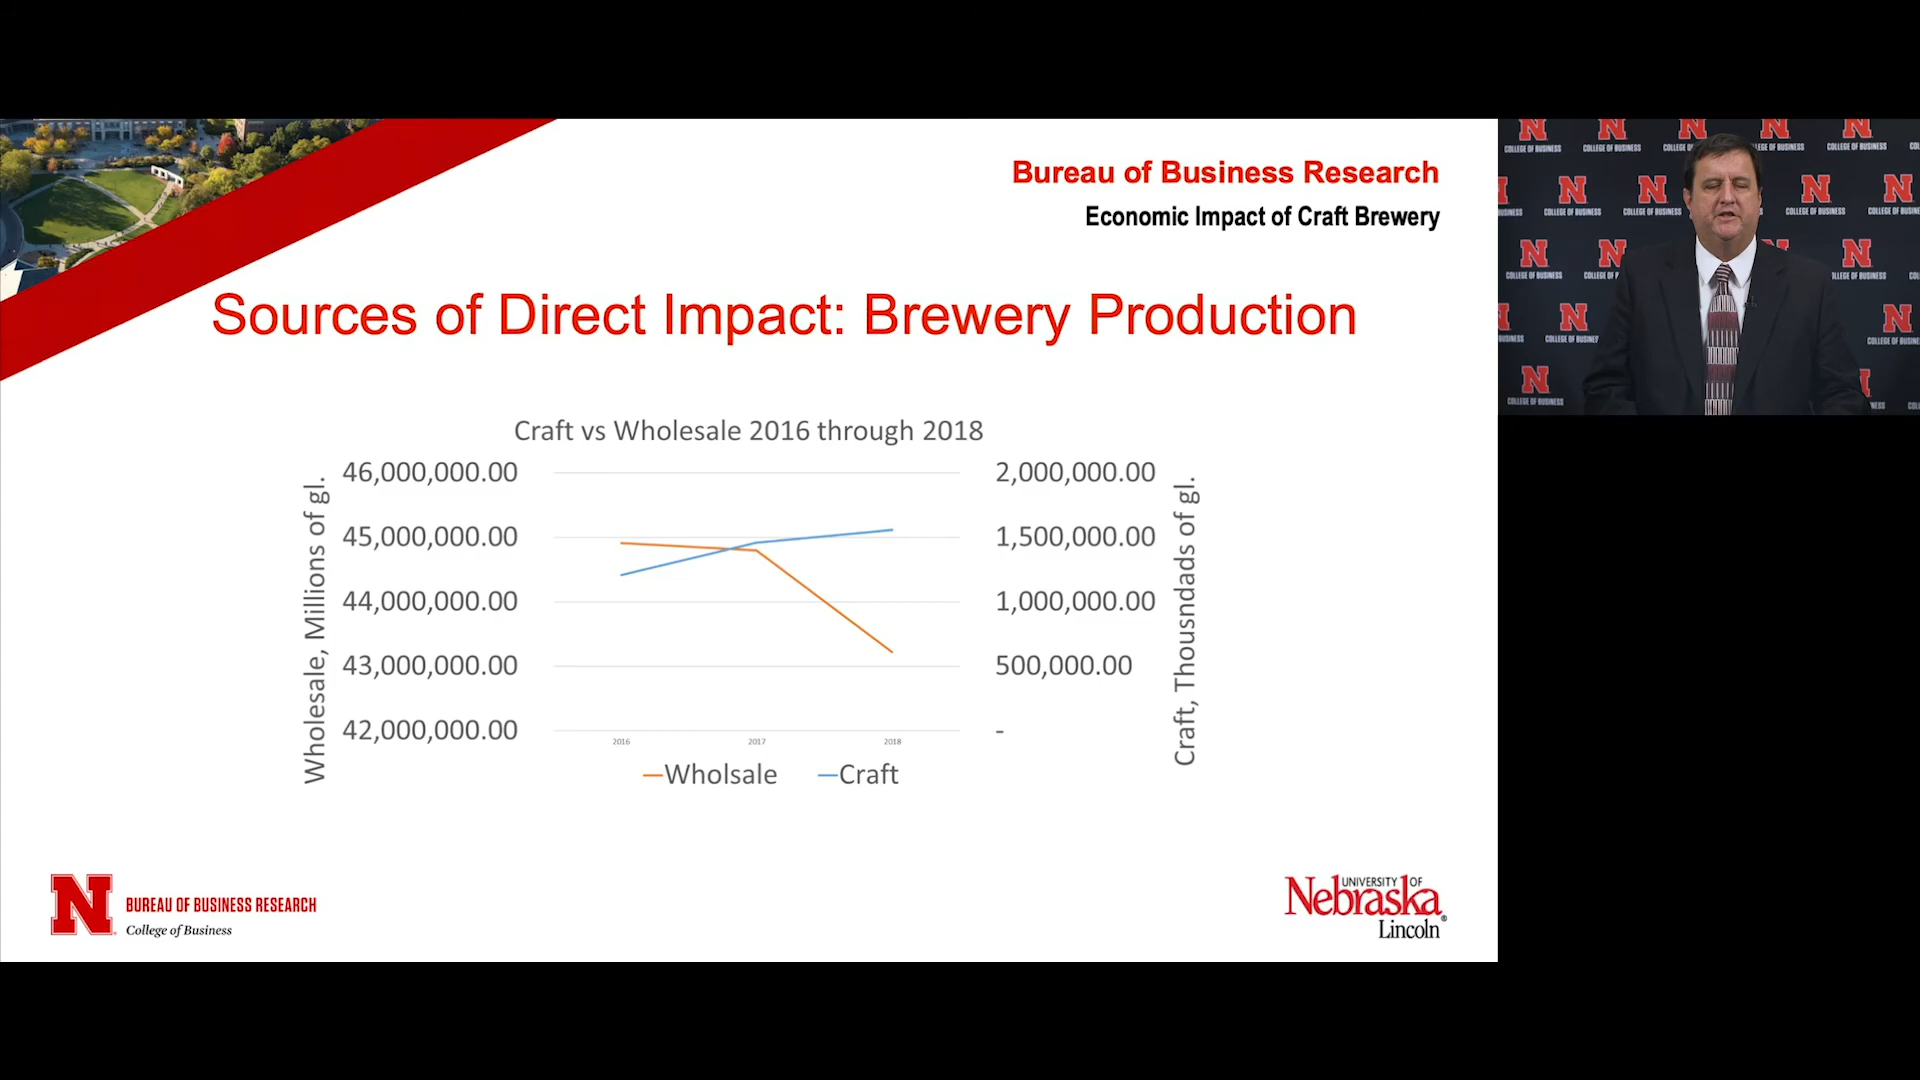 Bureau of Business Research
Economic Impact of Craft Brewery
Sources of Direct Impact: Brewery Production
Craft vs Wholesale 2016 through 2018
Wholesale, Millions of gl.
46,000,000.00
45,000,000.00
44,000,000.00
43,000,000.00
42,000,000.00
2,000,000.00
1,500,000.00
1,000,000.00
500,000.00
-
Craft, Thousndads of gl.
2016 2017 2018
Wholsale Craft
N
BUREAU OF BUSINESS RESEARCH
College of Business
UNIVERSITY OF
Nebraska
Lincoln
N
COLLEGE OF BUSINESS